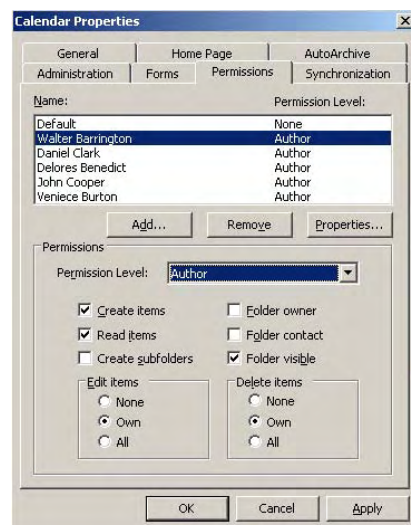 Calendar Properties
General Home Page AutoArchive
Administration Forms Permissions Synchronization
Name: Permission Level:
Default None
Walter Barrington Author
Daniel Clark Author
Delores Benedict Author
John Cooper Author
Veniece Burton Author
Add... Remove Properties...
Permissions
Permission Level: Author
Create items Folder owner
Read items Folder contact
Create subfolders Folder visible
Edit items Delete items
None None
Own Own
All All
OK Cancel Apply